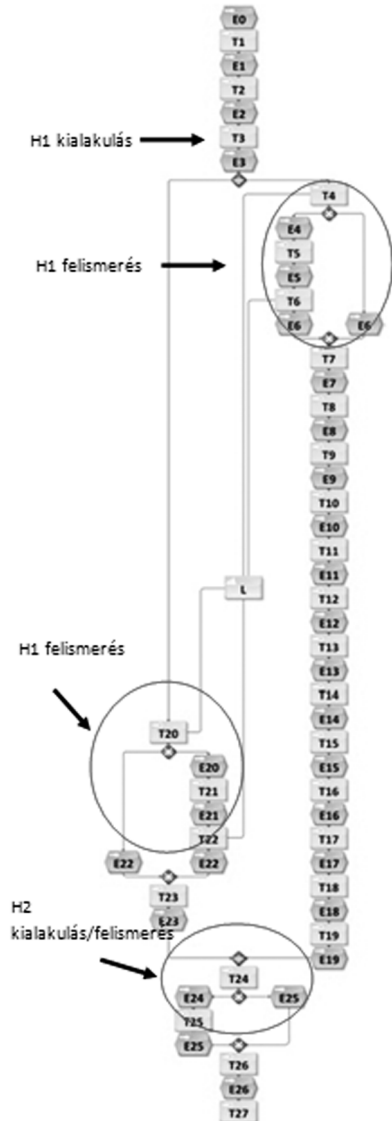 E0
T1
E1
T2
E2
H1 kialakulás
T3
E3
T4
E4
T5
H1 felismerés
E5
T6
E6
E6
T7
E7
T8
E8
T9
E9
T10
E10
T11
E11
L
T12
E12
T13
H1 felismerés
E13
T14
E14
T20
T15
E20
E15
T21
T16
E21
E16
T22
T17
E22
E22
E17
T23
T18
H2
E23
E18
kialakulás/felismerés
T19
E19
T24
E24
E25
T25
E25
T26
E26
T27